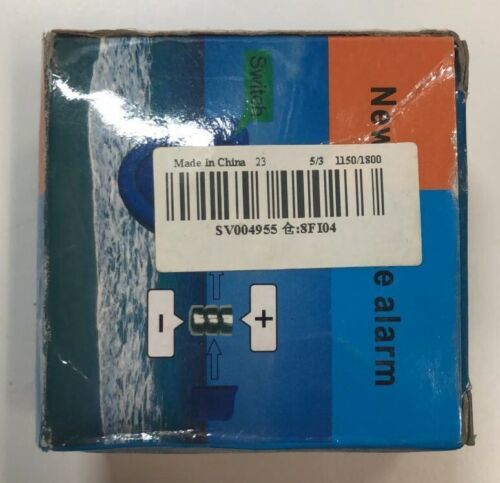 Switch
New
e alarm
Made in China 23 5/3 1150/1800
SV004955 仓:8FI04
-
+